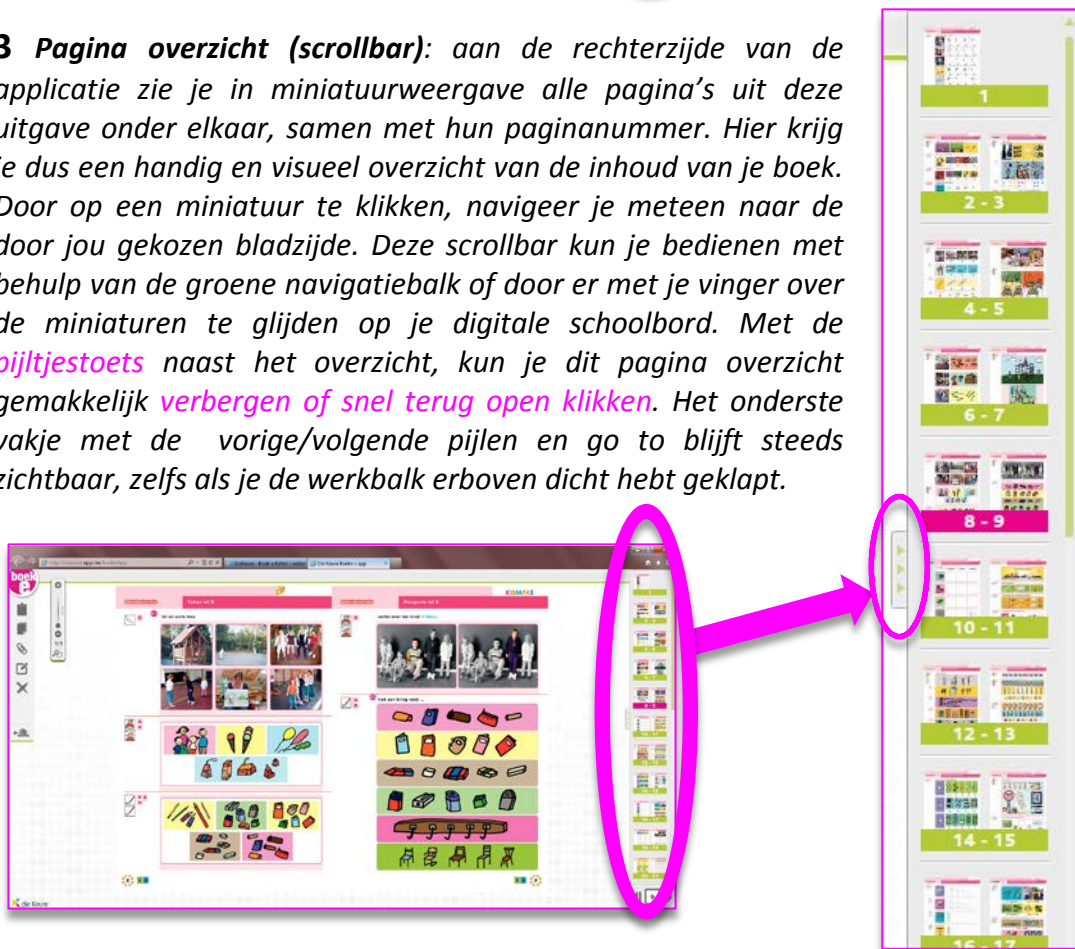 B Pagina overzicht (scrollbar): aan de rechterzijde van de
applicatie zie je in miniatuurweergave alle pagina’s uit deze
uitgave onder elkaar, samen met hun paginanummer. Hier krijg
je dus een handig en visueel overzicht van de inhoud van je boek.
Door op een miniatuur te klikken, navigeer je meteen naar de
door jou gekozen bladzijde. Deze scrollbar kun je bedienen met
behulp van de groene navigatiebalk of door er met je vinger over
de miniaturen te glijden op je digitale schoolbord. Met de
pijltjestoets naast het overzicht, kun je dit pagina overzicht
gemakkelijk verbergen of snel terug open klikken. Het onderste
vakje met de vorige/volgende pijlen en go to blijft steeds
zichtbaar, zelfs als je de werkbalk erboven dicht hebt geklapt.
1
2 - 3
4 - 5
6 - 7
8 - 9
10 - 11
12 - 13
14 - 15
16 - 17
boek
e
KOMPAS
die Keure